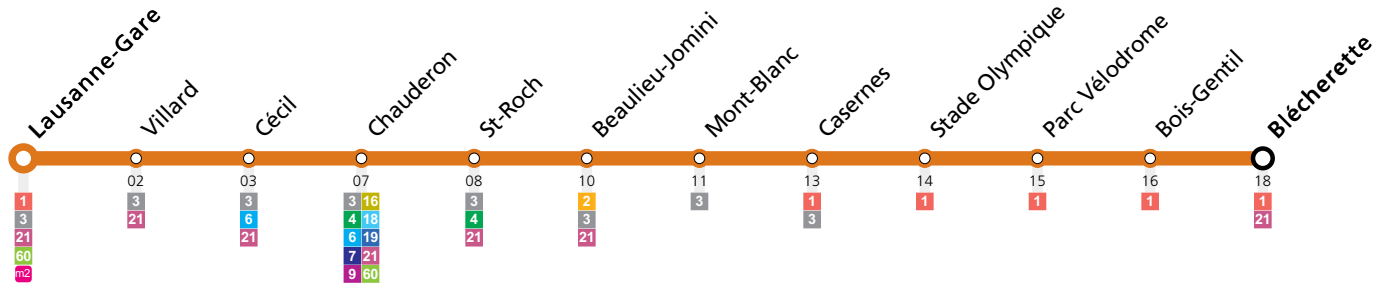 Lausanne-Gare
Villard
Cécil
Chauderon
St-Roch
Beaulieu-Jomini
Mont-Blanc
Casernes
Stade Olympique
Parc Vélodrome
Bois-Gentil
Blécherette
02 03 07 08 10 11 13 14 15 16 18
1 3 3 3 16 3 2 3 1 1 1 1 1
3 21 6 4 18 4 3 3 21
21 21 6 19 21 21
60 7 21
m2 9 60